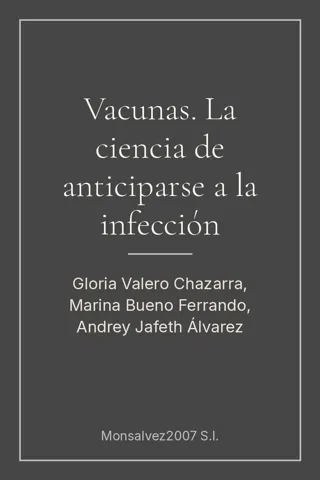 Vacunas. La
ciencia de
anticiparse a la
infección
Gloria Valero Chazarra,
Marina Bueno Ferrando,
Andrey Jafeth Álvarez
Monsalvez2007 S.l.